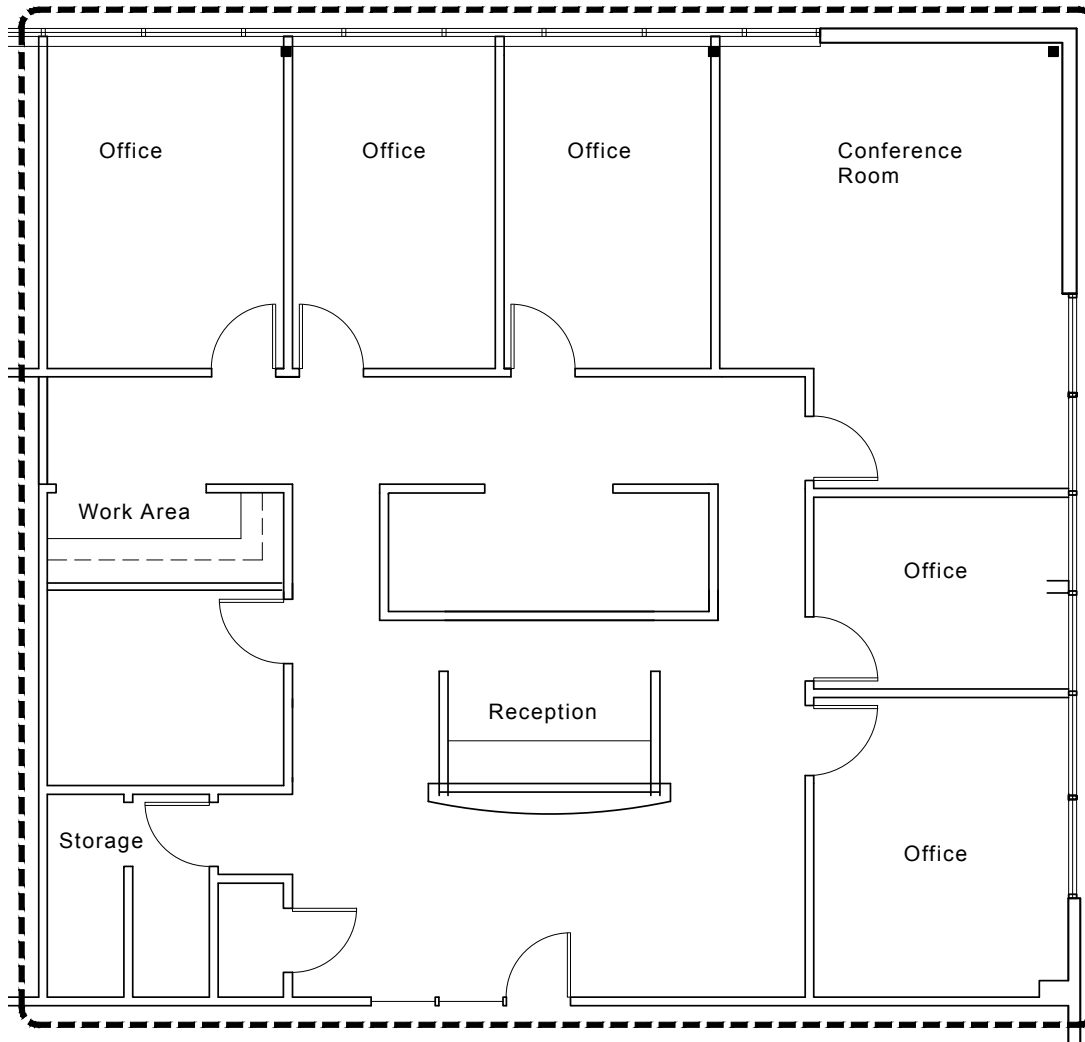 Office
Office
Office
Conference
Room
Work Area
Office
Reception
Storage
Office